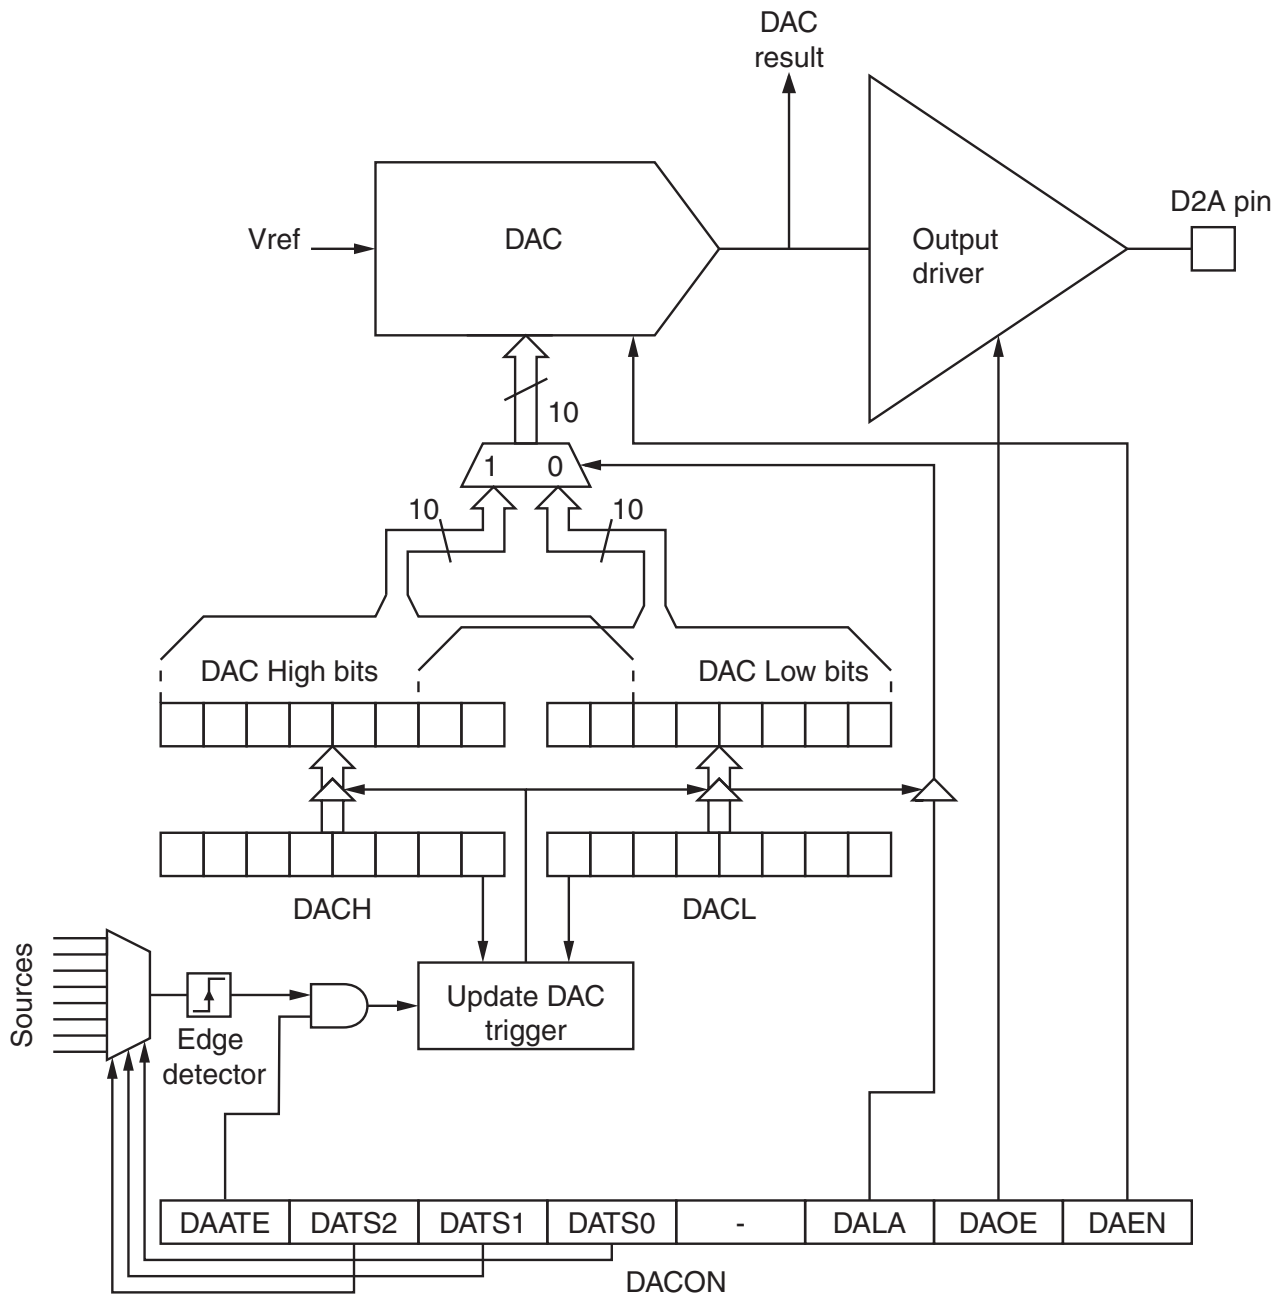 DAC
result
D2A pin
Vref
DAC
Output
driver
10
1 0
10
10
DAC High bits
DAC Low bits
DACH
DACL
Sources
Update DAC
trigger
Edge
detector
DAATE DATS2 DATS1 DATS0 - DALA DAOE DAEN
DACON